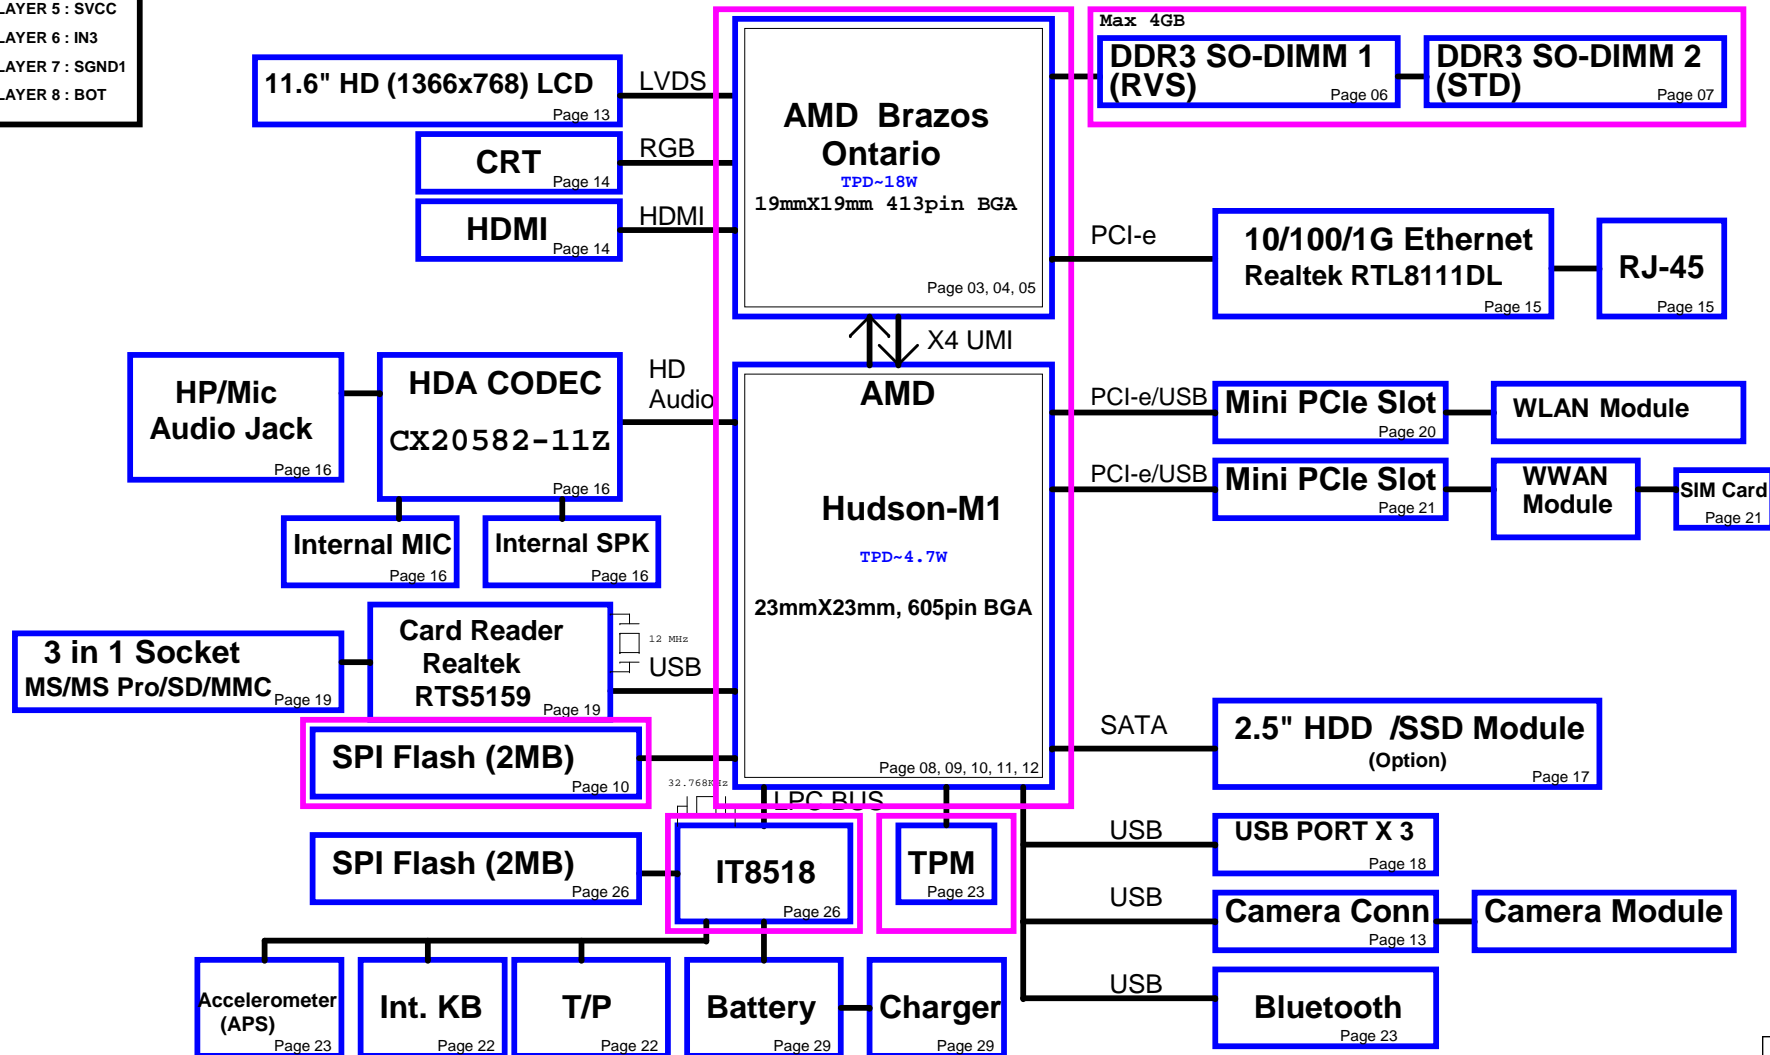 LAYER 5 : SVCC
LAYER 6 : IN3
LAYER 7 : SGND1
LAYER 8 : BOT
11.6" HD (1366x768) LCD
Page 13
LVDS
CRT
Page 14
RGB
HDMI
Page 14
HDMI
AMD Brazos
Ontario
TPD~18W
19mmX19mm 413pin BGA
Page 03, 04, 05
Max 4GB
DDR3 SO-DIMM 1
(RVS)
Page 06
DDR3 SO-DIMM 2
(STD)
Page 07
PCI-e
10/100/1G Ethernet
Realtek RTL8111DL
Page 15
RJ-45
Page 15
X4 UMI
HP/Mic
Audio Jack
Page 16
HDA CODEC
CX20582-11Z
Page 16
HD
Audio
Internal MIC
Page 16
Internal SPK
Page 16
AMD
Hudson-M1
TPD~4.7W
23mmX23mm, 605pin BGA
Page 08, 09, 10, 11, 12
PCI-e/USB
Mini PCIe Slot
Page 20
WLAN Module
PCI-e/USB
Mini PCIe Slot
Page 21
WWAN
Module
SIM Card
Page 21
3 in 1 Socket
MS/MS Pro/SD/MMC
Page 19
Card Reader
Realtek
RTS5159
Page 19
12 MHz
USB
SPI Flash (2MB)
Page 10
SATA
2.5" HDD /SSD Module
(Option)
Page 17
32.768KHz
LPC BUS
SPI Flash (2MB)
Page 26
IT8518
Page 26
TPM
Page 23
USB
USB PORT X 3
Page 18
USB
Camera Conn
Page 13
Camera Module
USB
Bluetooth
Page 23
Accelerometer
(APS)
Page 23
Int. KB
Page 22
T/P
Page 22
Battery
Page 29
Charger
Page 29